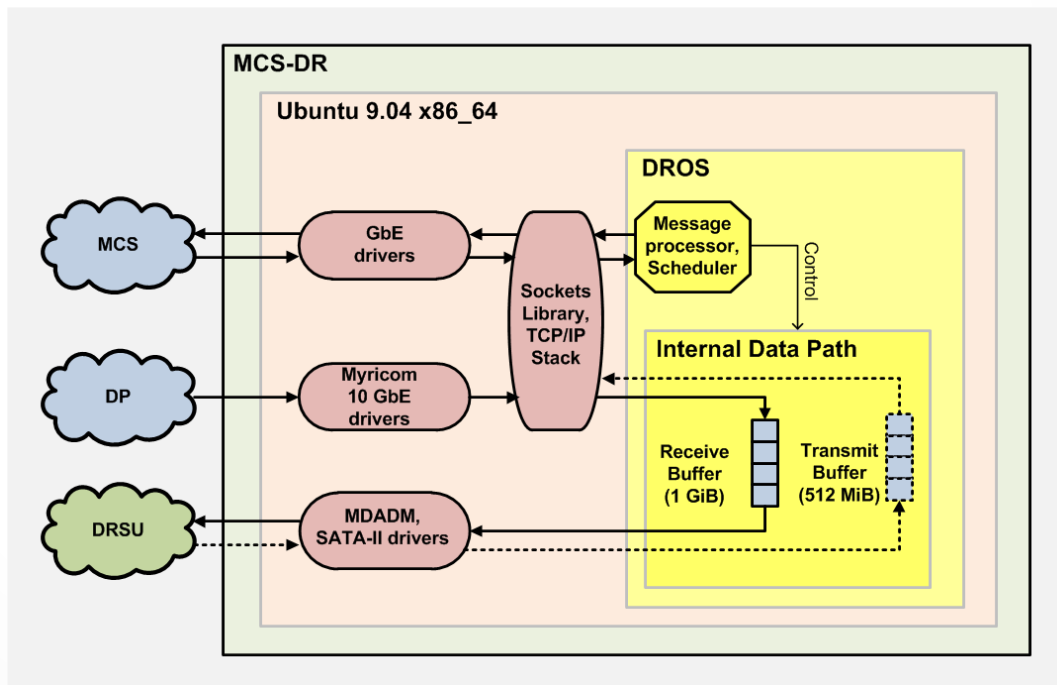 MCS-DR
Ubuntu 9.04 x86_64
DROS
MCS
GbE
drivers
Sockets
Library,
TCP/IP
Stack
Message
processor,
Scheduler
Control
Internal Data Path
DP
Myricom
10 GbE
drivers
Receive
Buffer
(1 GiB)
Transmit
Buffer
(512 MiB)
DRSU
MDADM,
SATA-II drivers